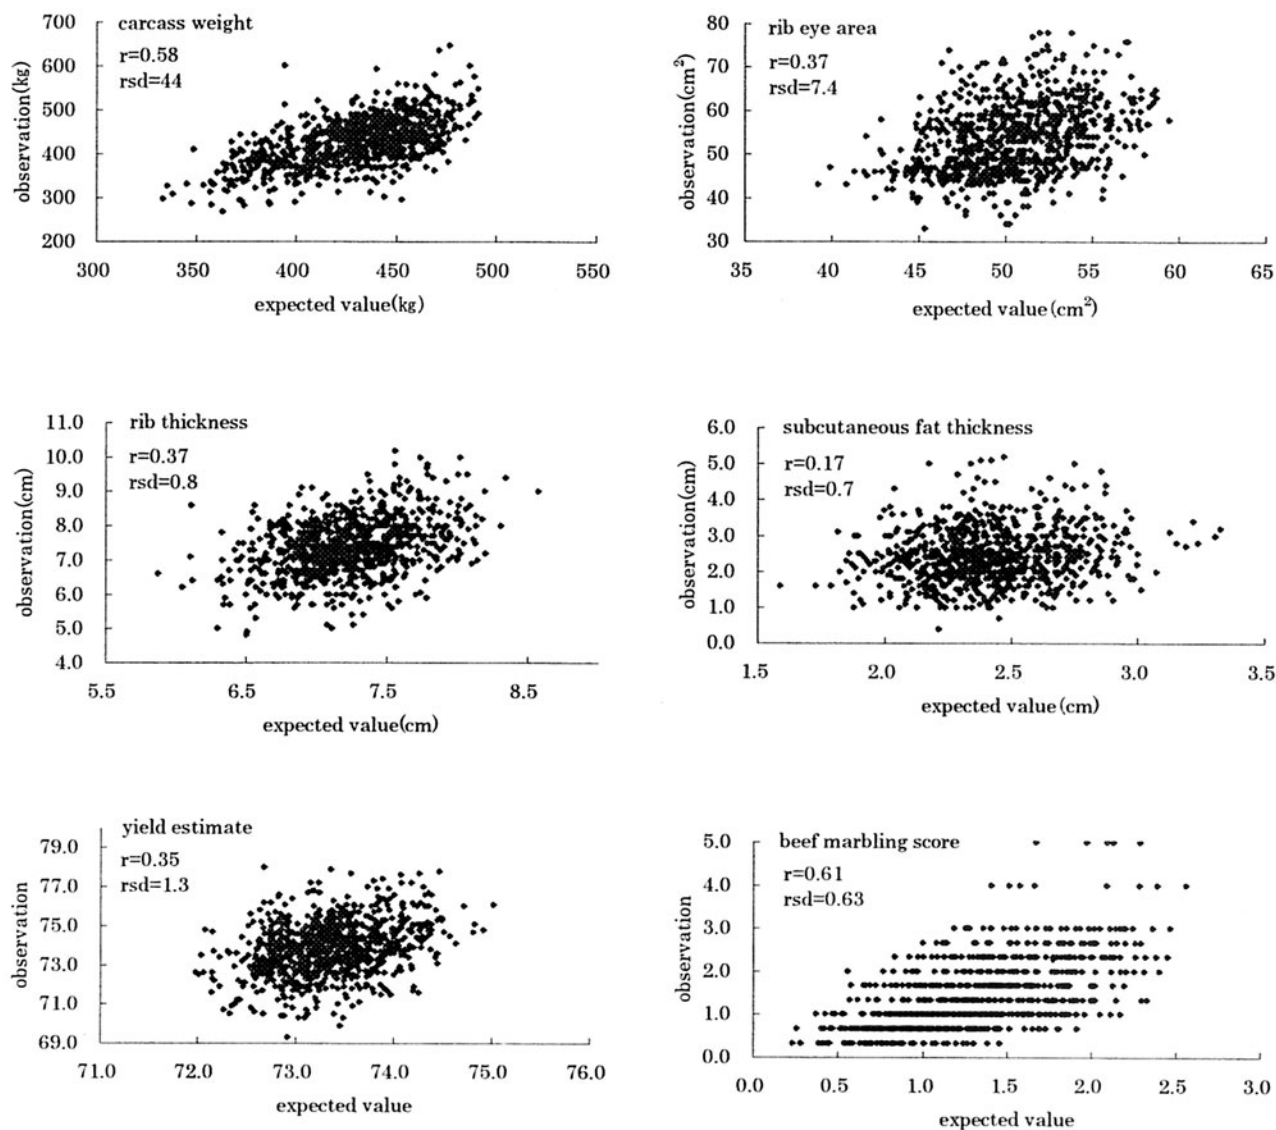 carcass weight
r=0.58
rsd=44
700
600
500
400
300
200
observation(kg)
300 350 400 450 500 550
expected value(kg)
rib eye area
r=0.37
rsd=7.4
80
70
60
50
40
30
observation(cm²)
35 40 45 50 55 60 65
expected value(cm²)
rib thickness
r=0.37
rsd=0.8
11.0
10.0
9.0
8.0
7.0
6.0
5.0
4.0
observation(cm)
5.5 6.5 7.5 8.5
expected value(cm)
subcutaneous fat thickness
r=0.17
rsd=0.7
6.0
5.0
4.0
3.0
2.0
1.0
0.0
observation(cm)
1.5 2.0 2.5 3.0 3.5
expected value(cm)
yield estimate
r=0.35
rsd=1.3
79.0
77.0
75.0
73.0
71.0
69.0
observation
71.0 72.0 73.0 74.0 75.0 76.0
expected value
beef marbling score
r=0.61
rsd=0.63
5.0
4.0
3.0
2.0
1.0
0.0
observation
0.0 0.5 1.0 1.5 2.0 2.5 3.0
expected value